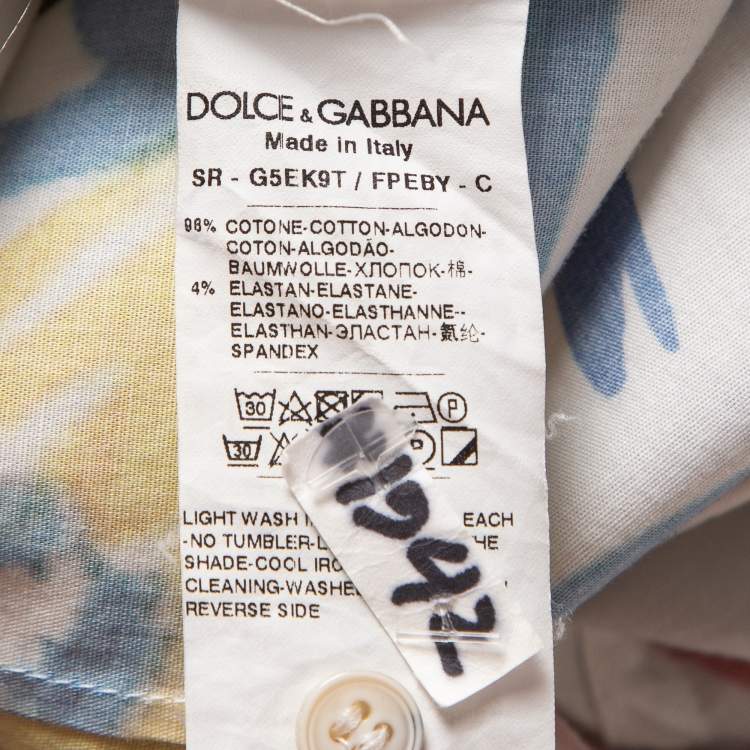 DOLCE & GABBANA
Made in Italy
SR - G5EK9T / FPEBY - C
96% COTONE-COTTON-ALGODON-
COTON-ALGODÃO-
BAUMWOLLE-ХЛОПОК-棉-
4% ELASTAN-ELASTANE-
ELASTANO-ELASTHANNE--
ELASTHAN-ЭЛАСТАН-氨纶-
SPANDEX
30 P
30
LIGHT WASH EACH
-NO TUMBLER- HE
SHADE-COOL IRO
CLEANING-WASHE
REVERSE SIDE